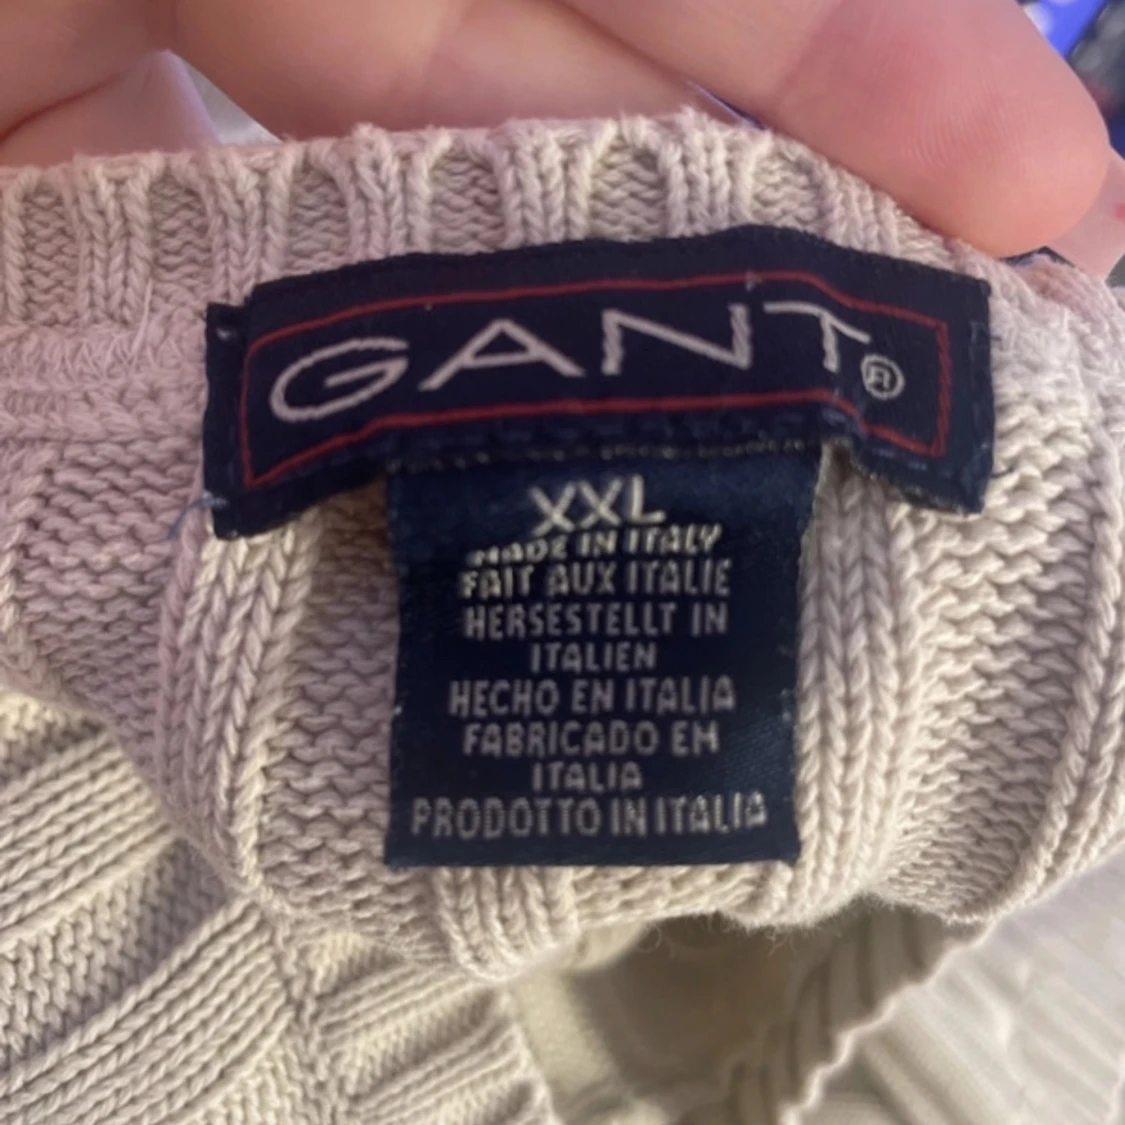 GANT®
XXL
MADE IN ITALY
FAIT AUX ITALIE
HERSESTELLT IN
ITALIEN
HECHO EN ITALIA
FABRICADO EM
ITALIA
PRODOTTO IN ITALIA